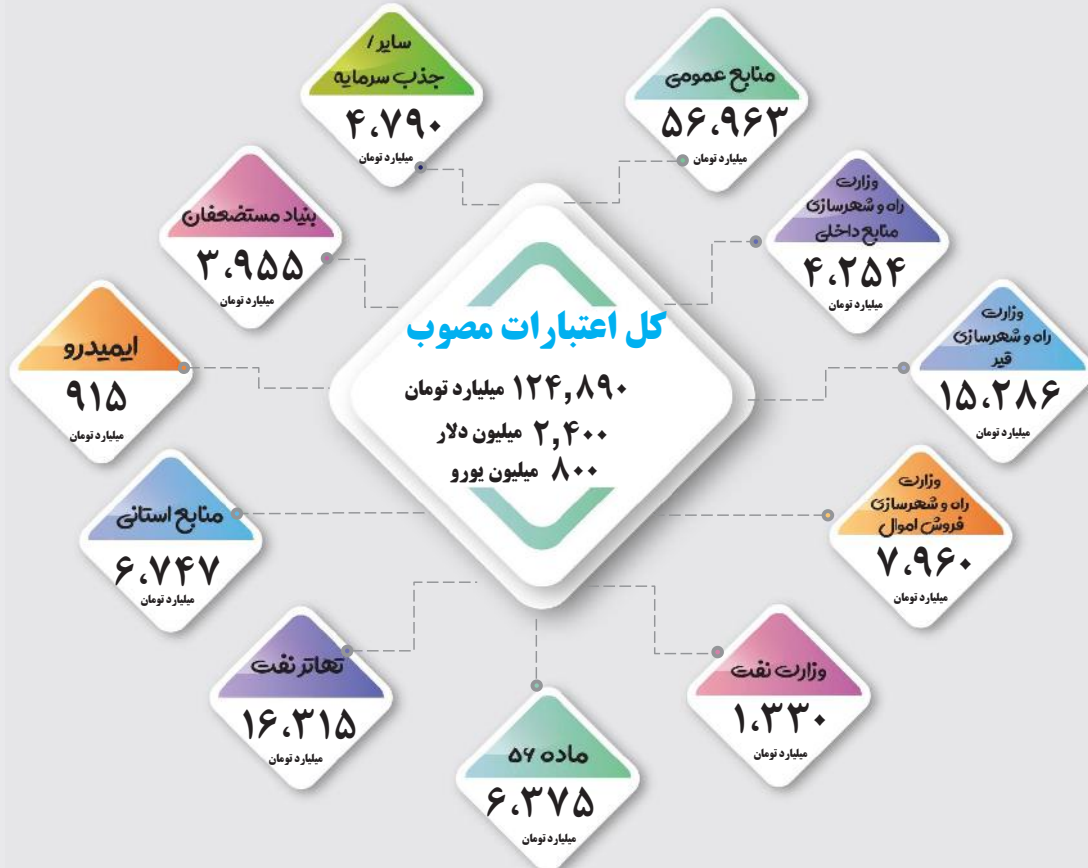 کل اعتبارات مصوب
۱۲۴,۸۹۰ میلیارد تومان
۲,۴۰۰ میلیون دلار
۸۰۰ میلیون یورو
منابع عمومی
۵۶،۹۶۳
میلیارد تومان
وزارت
راه و شهرسازی
منابع داخلی
۴،۲۵۴
میلیارد تومان
وزارت
راه و شهرسازی
قیر
۱۵،۲۸۶
میلیارد تومان
وزارت
راه و شهرسازی
فروش اموال
۷،۹۶۰
میلیارد تومان
وزارت نفت
۱،۳۳۰
میلیارد تومان
ماده ۵۶
۶،۳۷۵
میلیارد تومان
تهاتر نفت
۱۶،۳۱۵
میلیارد تومان
منابع استانی
۶،۷۴۷
میلیارد تومان
ایمیدرو
۹۱۵
میلیارد تومان
بنیاد مستضعفان
۳،۹۵۵
میلیارد تومان
سایر /
جذب سرمایه
۴،۷۹۰
میلیارد تومان